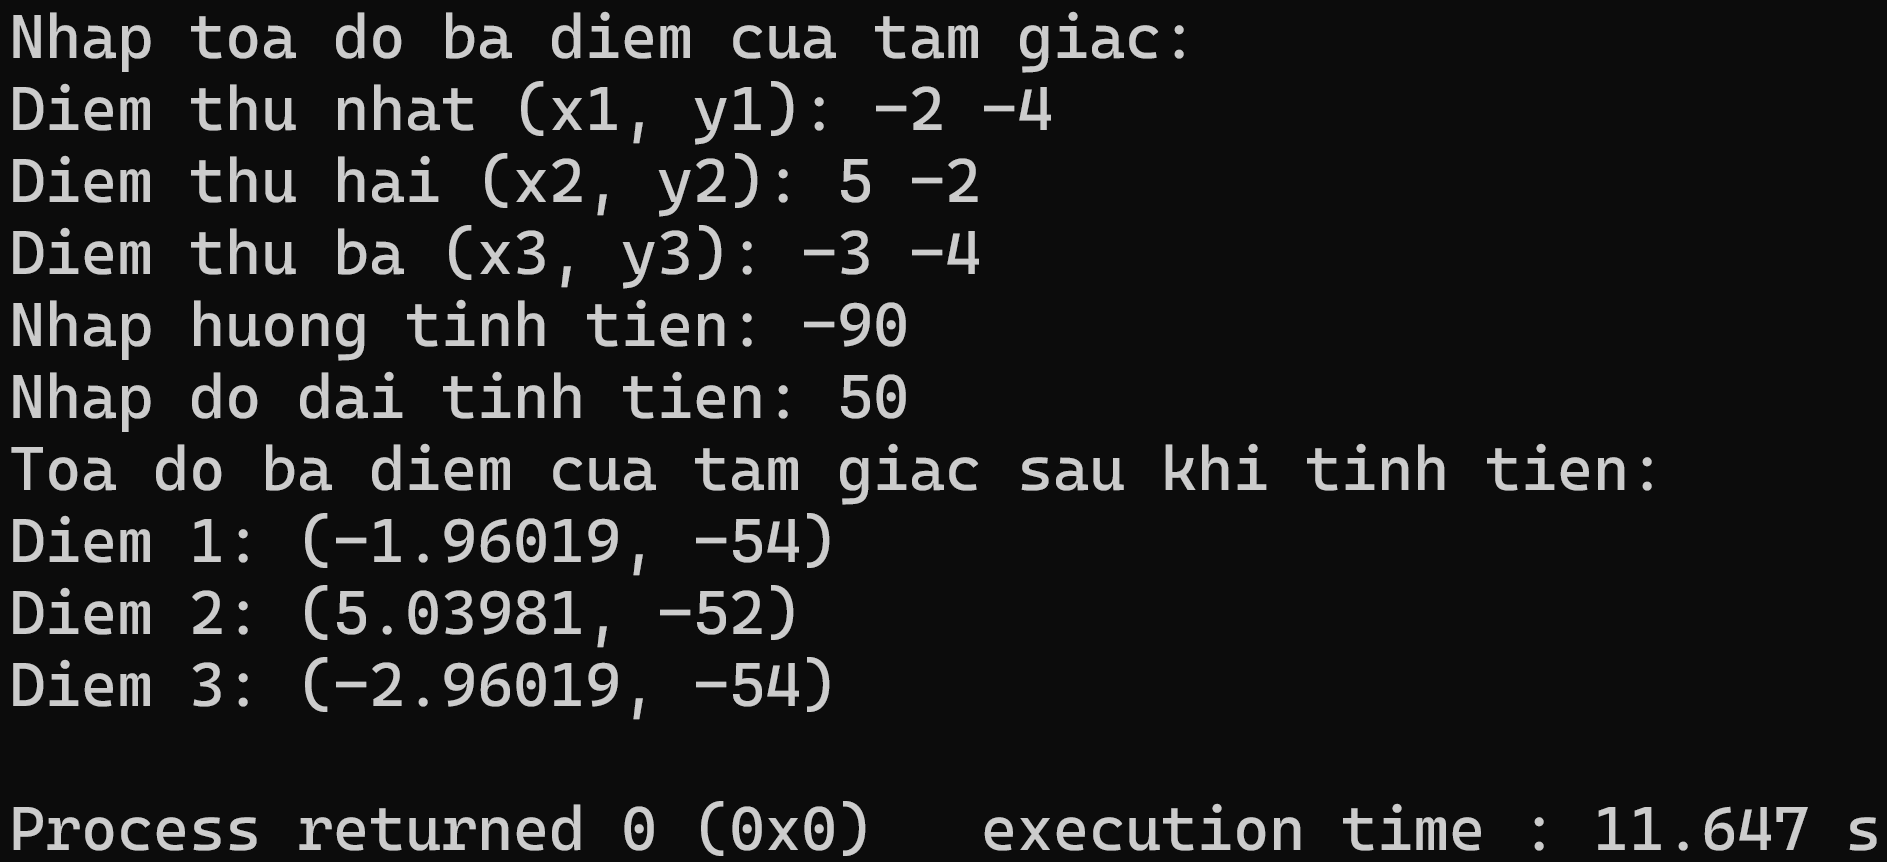 Nhap toa do ba diem cua tam giac:
Diem thu nhat (x1, y1): -2 -4
Diem thu hai (x2, y2): 5 -2
Diem thu ba (x3, y3): -3 -4
Nhap huong tinh tien: -90
Nhap do dai tinh tien: 50
Toa do ba diem cua tam giac sau khi tinh tien:
Diem 1: (-1.96019, -54)
Diem 2: (5.03981, -52)
Diem 3: (-2.96019, -54)
Process returned 0 (0x0)   execution time : 11.647 s